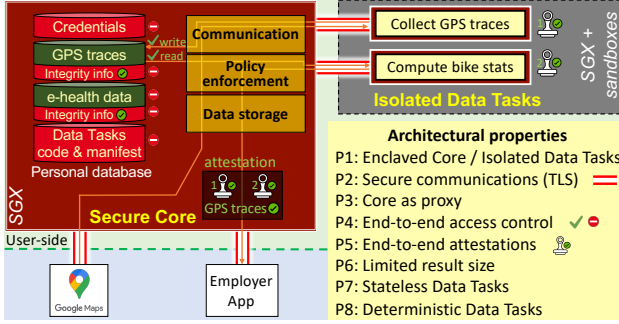 Credentials
GPS traces
Integrity info
e-health data
Integrity info
Data Tasks
code & manifest
Personal database
write
read
Communication
Policy
enforcement
Data storage
attestation
1
2
GPS traces
SGX
Secure Core
Collect GPS traces
1
Compute bike stats
2
Isolated Data Tasks
SGX +
sandboxes
User-side
Google Maps
Employer
App
Architectural properties
P1: Enclaved Core / Isolated Data Tasks
P2: Secure communications (TLS)
P3: Core as proxy
P4: End-to-end access control
P5: End-to-end attestations
P6: Limited result size
P7: Stateless Data Tasks
P8: Deterministic Data Tasks